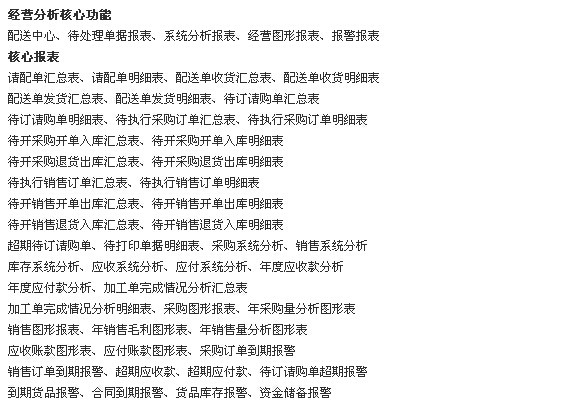 经营分析核心功能
配送中心、待处理单据报表、系统分析报表、经营图形报表、报警报表
核心报表
请配单汇总表、请配单明细表、配送单收货汇总表、配送单收货明细表
配送单发货汇总表、配送单发货明细表、待订请购单汇总表
待订请购单明细表、待执行采购订单汇总表、待执行采购订单明细表
待开采购开单入库汇总表、待开采购开单入库明细表
待开采购退货出库汇总表、待开采购退货出库明细表
待执行销售订单汇总表、待执行销售订单明细表
待开销售开单出库汇总表、待开销售开单出库明细表
待开销售退货入库汇总表、待开销售退货入库明细表
超期待订请购单、待打印单据明细表、采购系统分析、销售系统分析
库存系统分析、应收系统分析、应付系统分析、年度应收款分析
年度应付款分析、加工单完成情况分析汇总表
加工单完成情况分析明细表、采购图形报表、年采购量分析图形表
销售图形报表、年销售毛利图形表、年销售量分析图形表
应收账款图形表、应付账款图形表、采购订单到期报警
销售订单到期报警、超期应收款、超期应付款、待订请购单超期报警
到期货品报警、合同到期报警、货品库存报警、资金储备报警